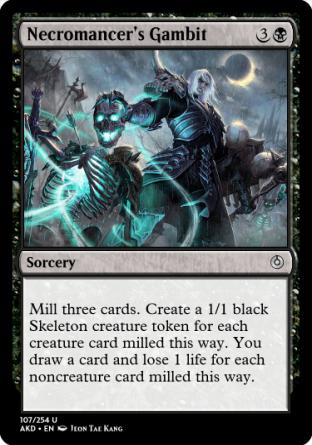 Necromancer's Gambit 3
Sorcery
Mill three cards. Create a 1/1 black
Skeleton creature token for each
creature card milled this way. You
draw a card and lose 1 life for each
noncreature card milled this way.
107/254 U
AKD • EN Jeon Tae Kang